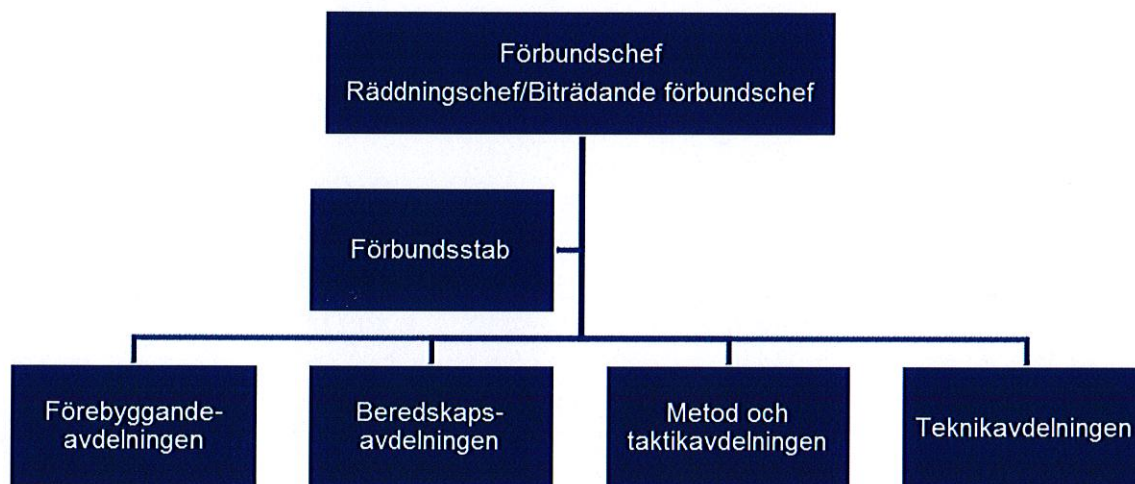 Förbundschef
Räddningschef/Biträdande förbundschef
Förbundsstab
Förebyggande-
avdelningen
Beredskaps-
avdelningen
Metod och
taktikavdelningen
Teknikavdelningen